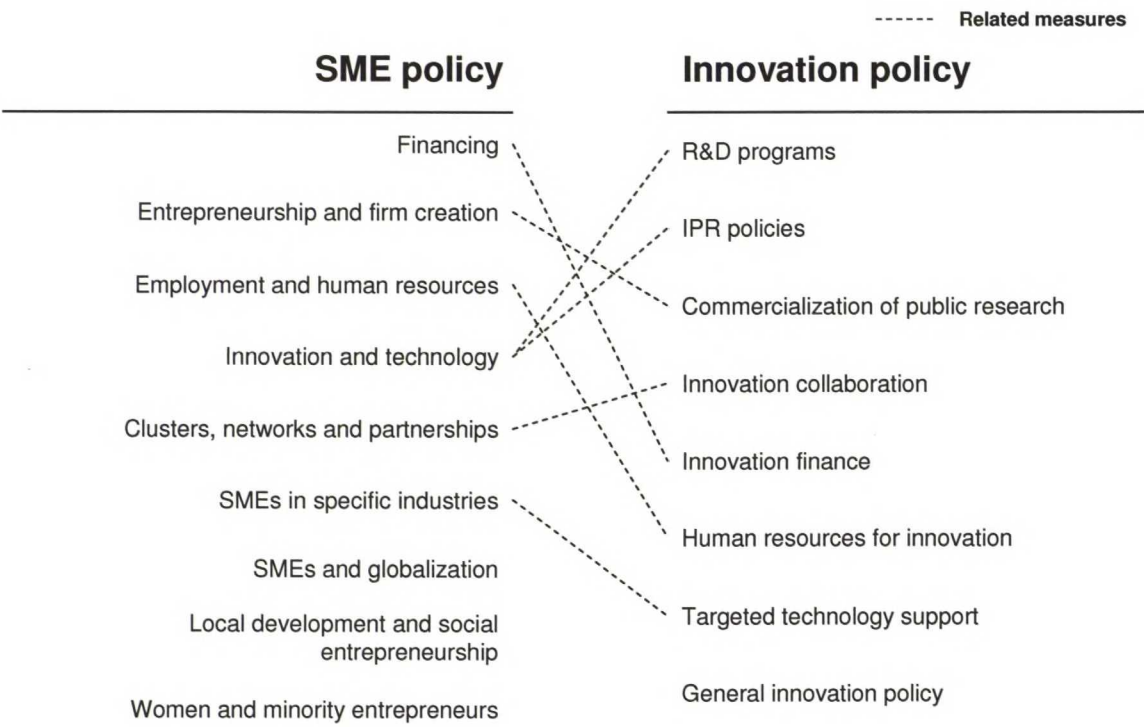 Related measures
SME policy
Innovation policy
Financing
Entrepreneurship and firm creation
Employment and human resources
Innovation and technology
Clusters, networks and partnerships
SMEs in specific industries
SMEs and globalization
Local development and social
entrepreneurship
Women and minority entrepreneurs
R&D programs
IPR policies
Commercialization of public research
Innovation collaboration
Innovation finance
Human resources for innovation
Targeted technology support
General innovation policy